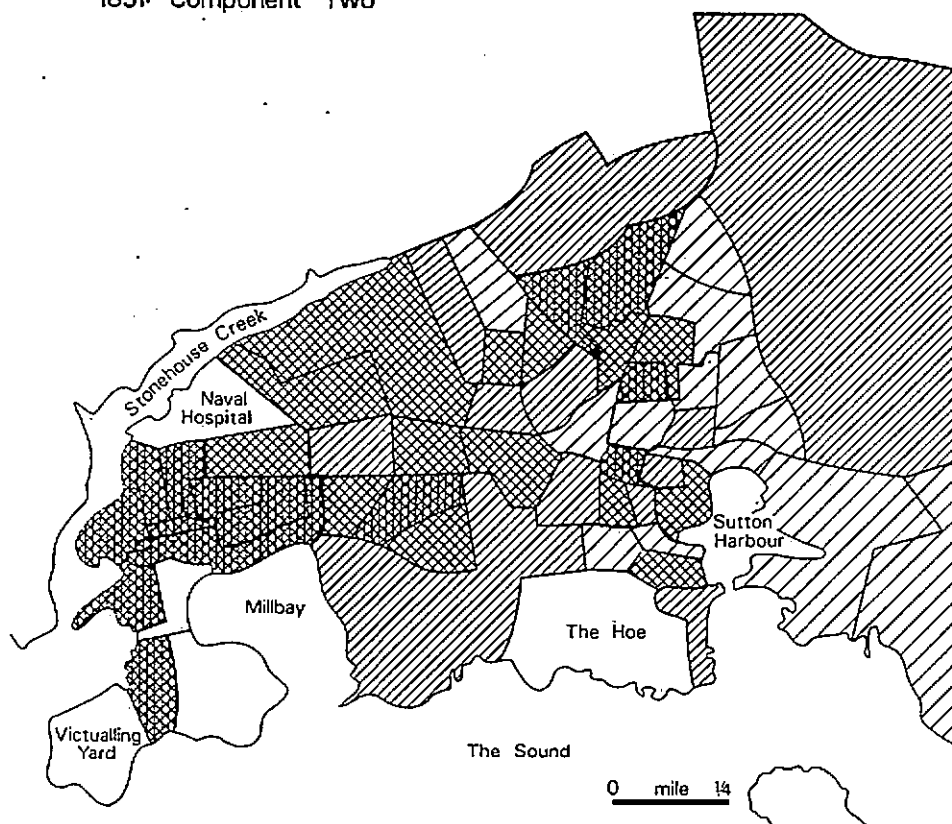 1851 Component Two
Stonehouse Creek
Naval
Hospital
Sutton
Harbour
Millbay
The Hoe
Victualling
Yard
The Sound
0 mile 1/4